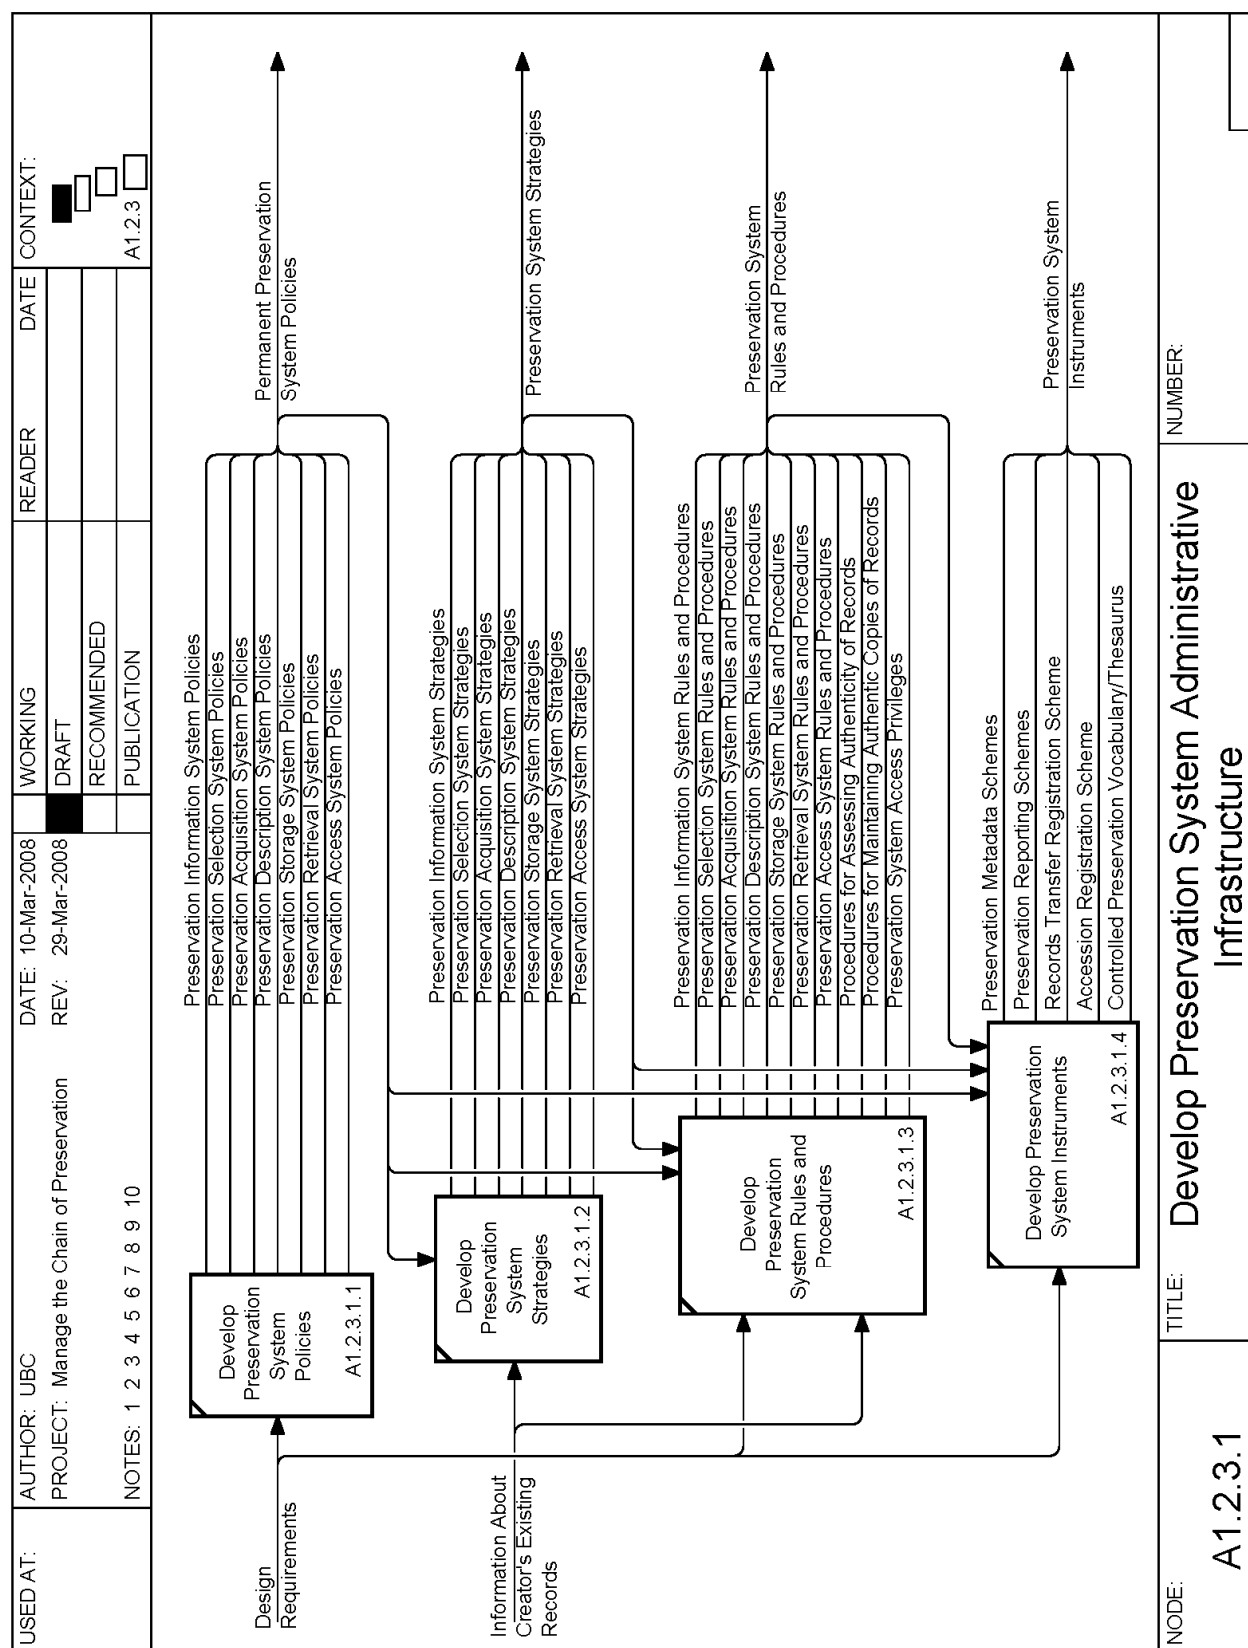 USED AT:
AUTHOR: UBC
PROJECT: Manage the Chain of Preservation
NOTES: 1 2 3 4 5 6 7 8 9 10
DATE: 10-Mar-2008
REV: 29-Mar-2008
WORKING
DRAFT
RECOMMENDED
PUBLICATION
READER
DATE
CONTEXT:
A1.2.3
Design
Requirements
Information About
Creator's Existing
Records
Develop
Preservation
System
Policies
A1.2.3.1.1
Preservation Information System Policies
Preservation Selection System Policies
Preservation Acquisition System Policies
Preservation Description System Policies
Preservation Storage System Policies
Preservation Retrieval System Policies
Preservation Access System Policies
Permanent Preservation
System Policies
Develop
Preservation
System
Strategies
A1.2.3.1.2
Preservation Information System Strategies
Preservation Selection System Strategies
Preservation Acquisition System Strategies
Preservation Description System Strategies
Preservation Storage System Strategies
Preservation Retrieval System Strategies
Preservation Access System Strategies
Preservation System Strategies
Develop
Preservation
System Rules and
Procedures
A1.2.3.1.3
Preservation Information System Rules and Procedures
Preservation Selection System Rules and Procedures
Preservation Acquisition System Rules and Procedures
Preservation Description System Rules and Procedures
Preservation Storage System Rules and Procedures
Preservation Retrieval System Rules and Procedures
Preservation Access System Rules and Procedures
Procedures for Assessing Authenticity of Records
Procedures for Maintaining Authentic Copies of Records
Preservation System Access Privileges
Preservation System
Rules and Procedures
Develop Preservation
System Instruments
A1.2.3.1.4
Preservation Metadata Schemes
Preservation Reporting Schemes
Records Transfer Registration Scheme
Accession Registration Scheme
Controlled Preservation Vocabulary/Thesaurus
Preservation System
Instruments
NODE:
A1.2.3.1
TITLE:
Develop Preservation System Administrative
Infrastructure
NUMBER: